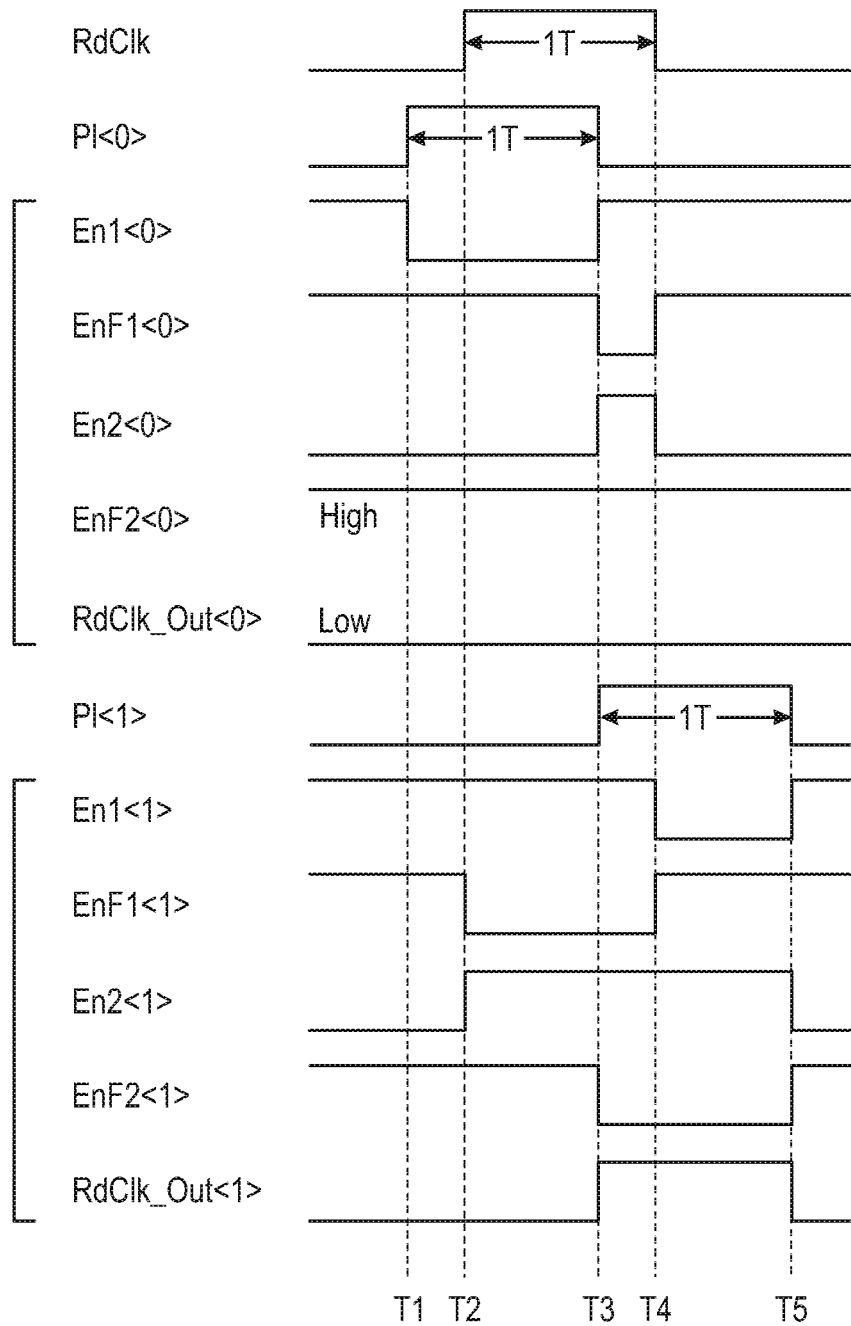 RdClk
1T
PI<0>
1T
En1<0>
EnF1<0>
En2<0>
EnF2<0>
High
RdClk_Out<0>
Low
PI<1>
1T
En1<1>
EnF1<1>
En2<1>
EnF2<1>
RdClk_Out<1>
T1 T2 T3 T4 T5